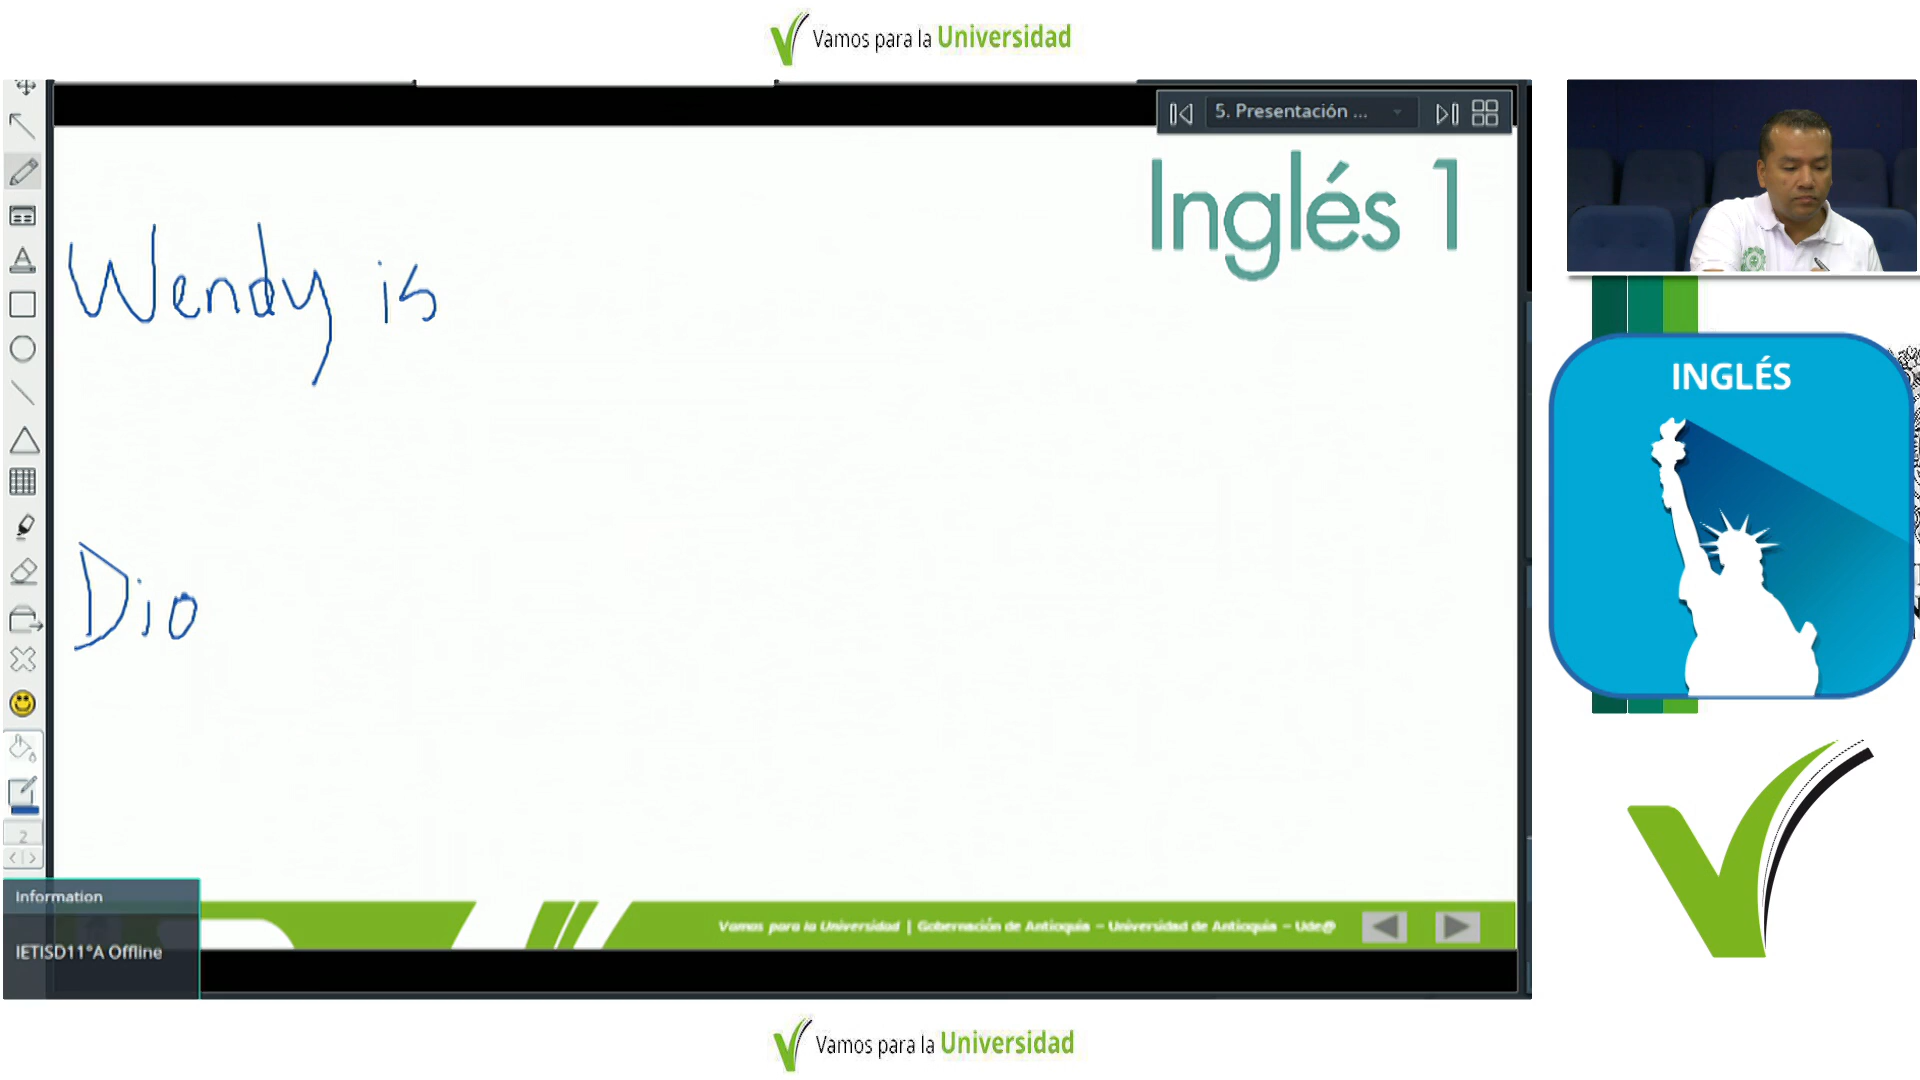 Vamos para la Universidad
5. Presentación ...
Inglés 1
Wendy is
Dio
INGLÉS
2
Information
IETISD11°A Offline
Vamos para la Universidad | Gobernación de Antioquia – Universidad de Antioquia – Ude@
Vamos para la Universidad